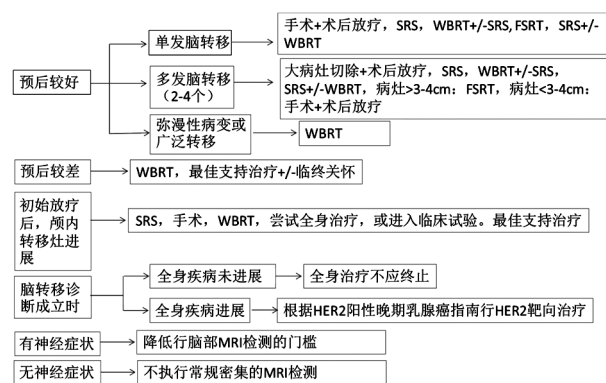 预后较好
单发脑转移
手术+术后放疗，SRS，WBRT+/-SRS, FSRT，SRS+/-
WBRT
多发脑转移
（2-4个）
大病灶切除+术后放疗，SRS，WBRT+/-SRS，
SRS+/-WBRT，病灶>3-4cm：FSRT，病灶<3-4cm：
手术+术后放疗
弥漫性病变或
广泛转移
WBRT
预后较差
WBRT，最佳支持治疗+/-临终关怀
初始放疗
后，颅内
转移灶进
展
SRS，手术，WBRT，尝试全身治疗，或进入临床试验。最佳支持治疗
脑转移诊
断成立时
全身疾病未进展
全身治疗不应终止
全身疾病进展
根据HER2阳性晚期乳腺癌指南行HER2靶向治疗
有神经症状
降低行脑部MRI检测的门槛
无神经症状
不执行常规密集的MRI检测